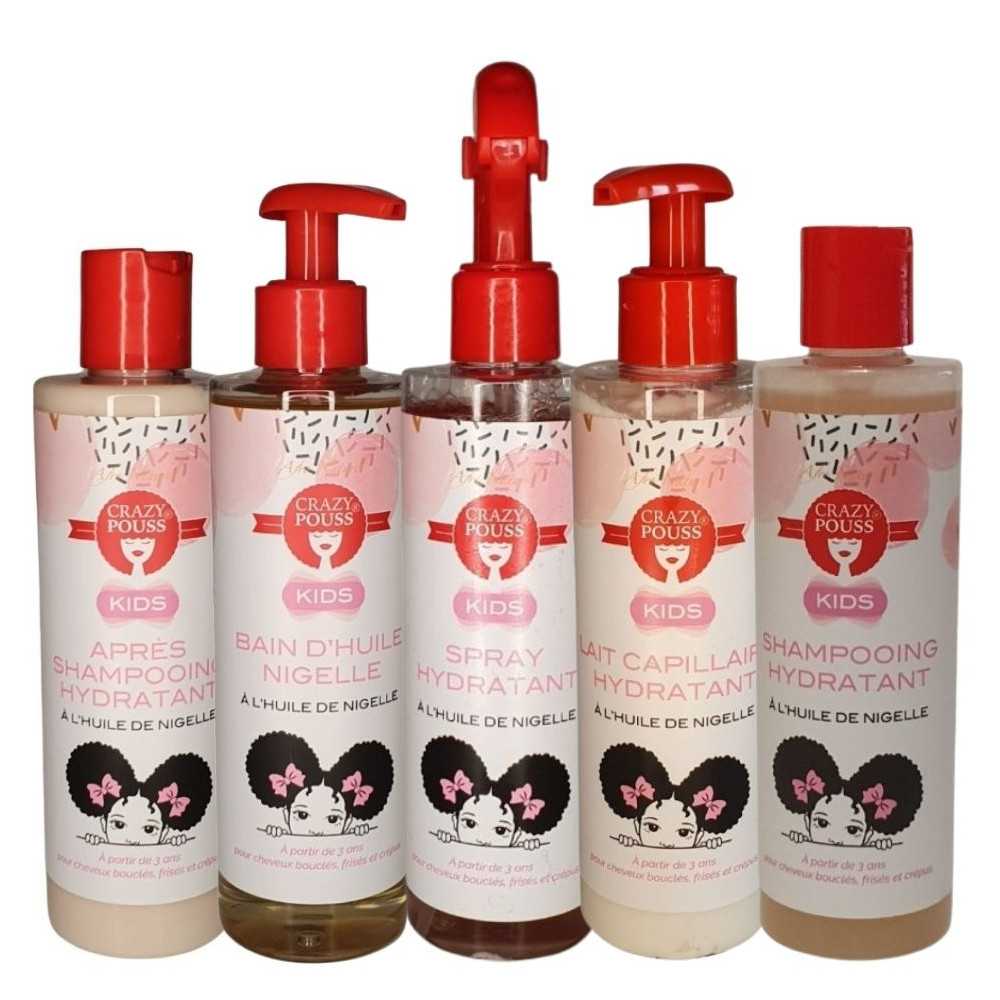 CRAZY
POUSS®
KIDS
APRÈS
SHAMPOOING
HYDRATANT
À L'HUILE DE NIGELLE
À partir de 3 ans
pour cheveux bouclés, frisés et crépus
CRAZY
POUSS®
KIDS
BAIN D'HUILE
NIGELLE
À L'HUILE DE NIGELLE
À partir de 3 ans
pour cheveux bouclés, frisés et crépus
CRAZY
POUSS®
KIDS
SPRAY
HYDRATANT
À L'HUILE DE NIGELLE
À partir de 3 ans
pour cheveux bouclés, frisés et crépus
CRAZY
POUSS®
KIDS
LAIT CAPILLAIR
HYDRATANT
À L'HUILE DE NIGELLE
À partir de 3 ans
pour cheveux bouclés, frisés et crépus
CRAZY
POUSS®
KIDS
SHAMPOOING
HYDRATANT
À L'HUILE DE NIGELLE
À partir de 3 ans
pour cheveux bouclés, frisés et crépus